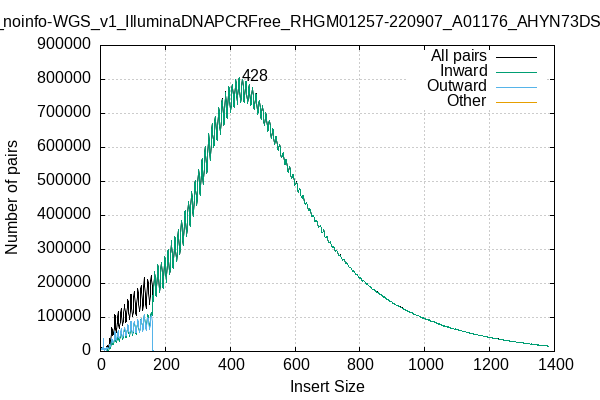 _noinfo-WGS_v1_IlluminaDNAPCRFree_RHGM01257-220907_A01176_AHYN73DS
900000
800000
700000
600000
500000
400000
300000
200000
100000
0
Number of pairs
428
All pairs
Inward
Outward
Other
0 200 400 600 800 1000 1200 1400
Insert Size